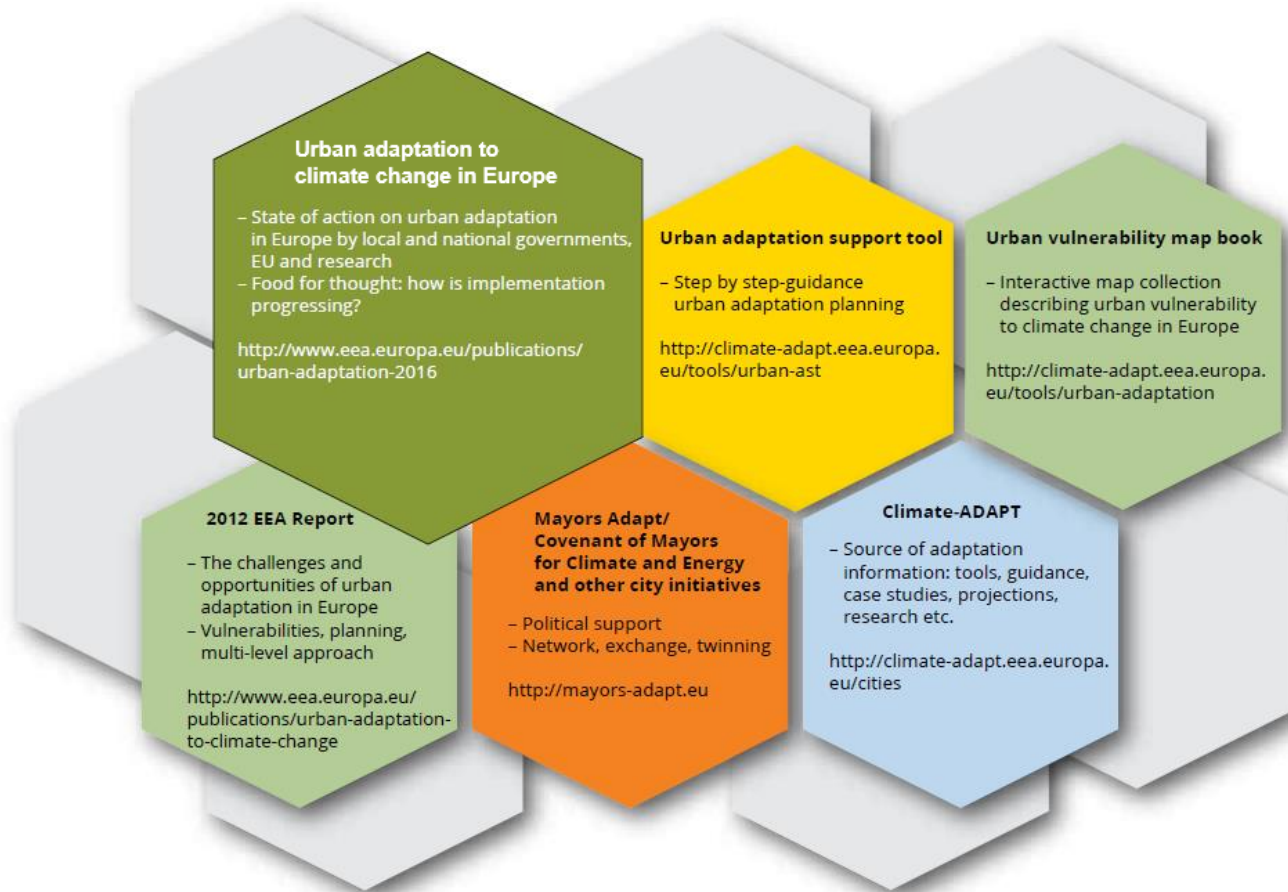 Urban adaptation to
climate change in Europe
– State of action on urban adaptation
in Europe by local and national governments,
EU and research
– Food for thought: how is implementation
progressing?
http://www.eea.europa.eu/publications/
urban-adaptation-2016
Urban adaptation support tool
– Step by step-guidance
urban adaptation planning
http://climate-adapt.eea.europa.
eu/tools/urban-ast
Urban vulnerability map book
– Interactive map collection
describing urban vulnerability
to climate change in Europe
http://climate-adapt.eea.europa.
eu/tools/urban-adaptation
2012 EEA Report
– The challenges and
opportunities of urban
adaptation in Europe
– Vulnerabilities, planning,
multi-level approach
http://www.eea.europa.eu/
publications/urban-adaptation-
to-climate-change
Mayors Adapt/
Covenant of Mayors
for Climate and Energy
and other city initiatives
– Political support
– Network, exchange, twinning
http://mayors-adapt.eu
Climate-ADAPT
– Source of adaptation
information: tools, guidance,
case studies, projections,
research etc.
http://climate-adapt.eea.europa.
eu/cities